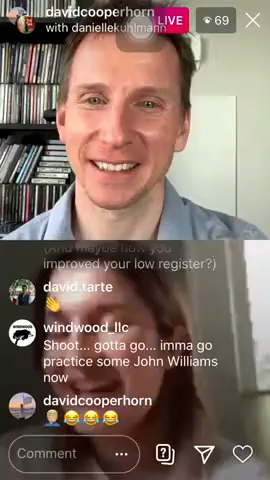 davidcooperhorn
with daniellekuhlmann
LIVE
69
(And maybe how you
improved your low register?)
david.tarte
👋
WINDWOOD
windwood_llc
Shoot... gotta go... imma go
practice some John Williams
now
davidcooperhorn
🤦🏼‍♂️😂😂😂
Comment